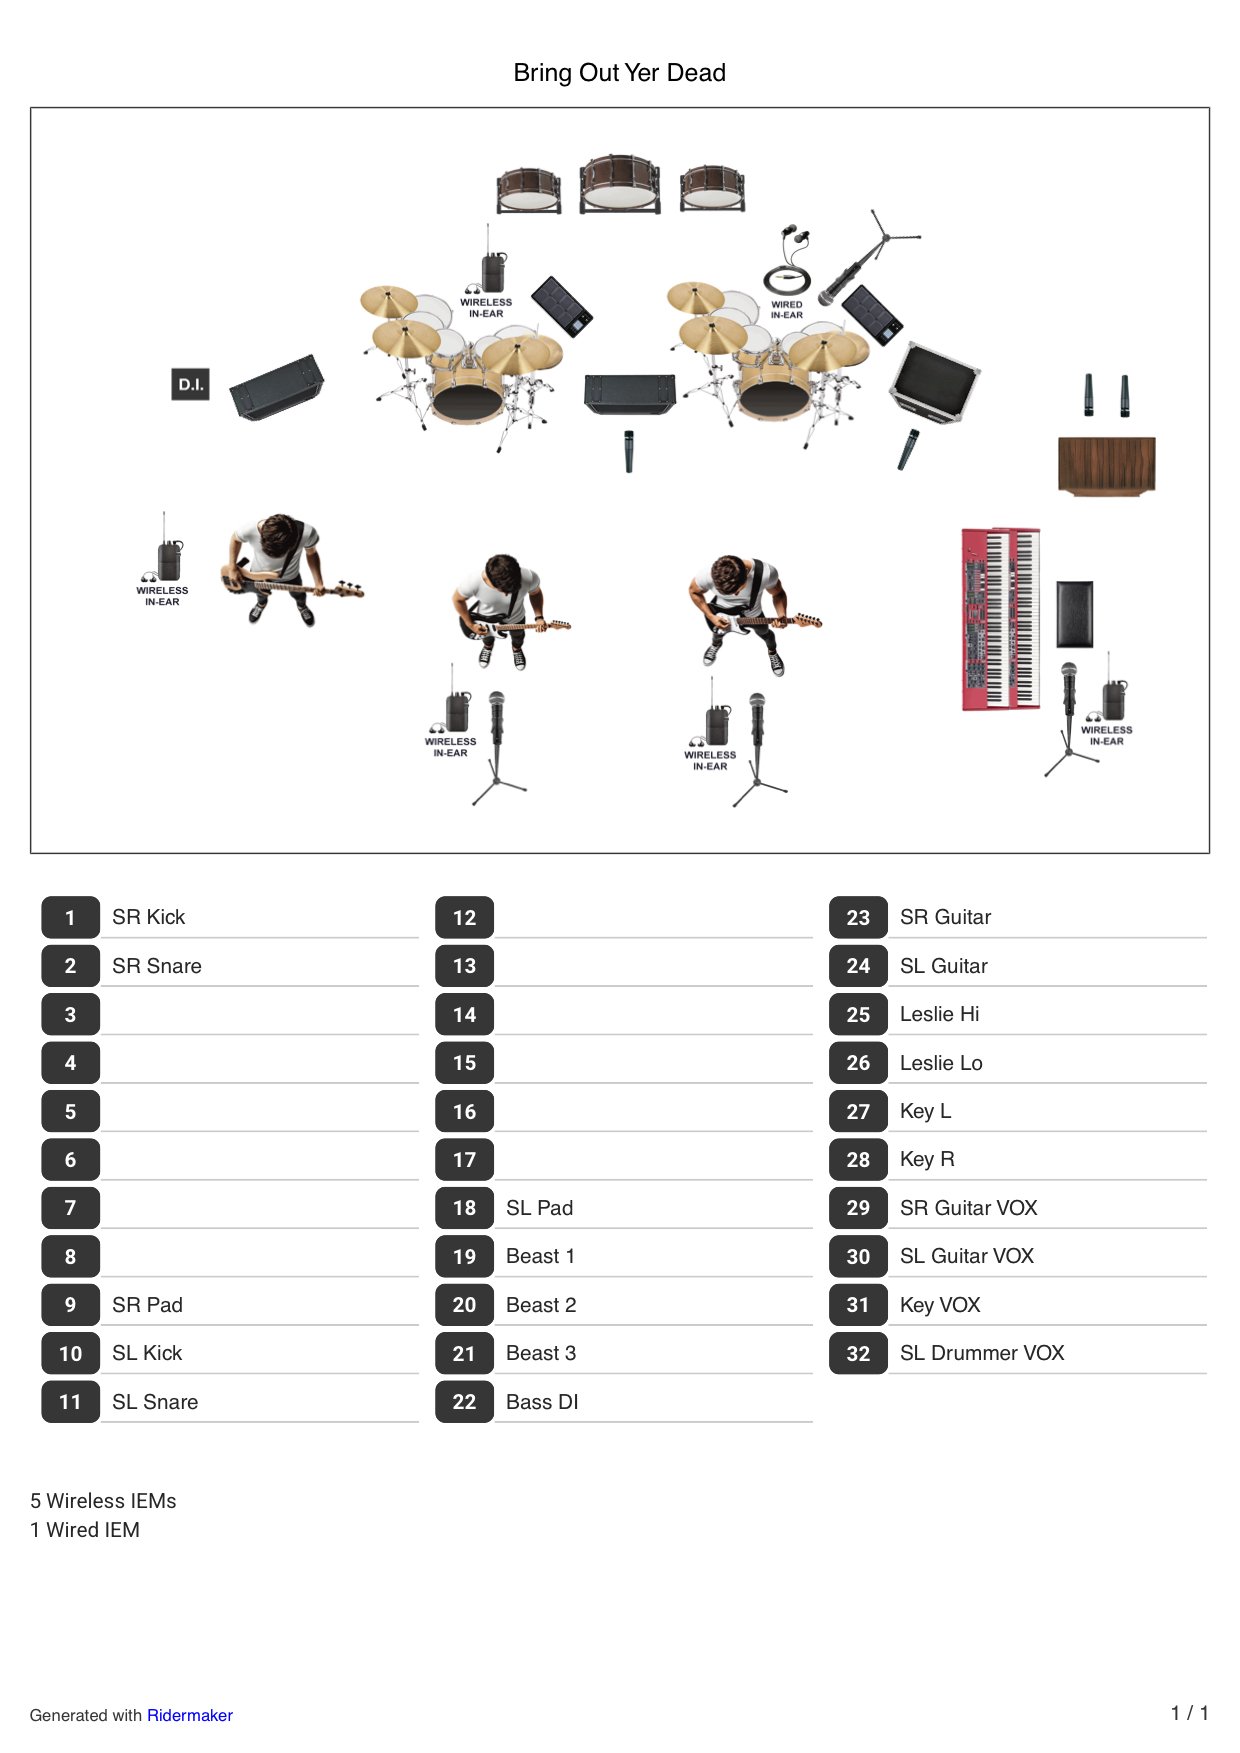 Bring Out Yer Dead
WIRELESS
IN-EAR
WIRED
IN-EAR
D.I.
WIRELESS
IN-EAR
WIRELESS
IN-EAR
WIRELESS
IN-EAR
WIRELESS
IN-EAR
1 SR Kick
2 SR Snare
3
4
5
6
7
8
9 SR Pad
10 SL Kick
11 SL Snare
12
13
14
15
16
17
18 SL Pad
19 Beast 1
20 Beast 2
21 Beast 3
22 Bass DI
23 SR Guitar
24 SL Guitar
25 Leslie Hi
26 Leslie Lo
27 Key L
28 Key R
29 SR Guitar VOX
30 SL Guitar VOX
31 Key VOX
32 SL Drummer VOX
5 Wireless IEMs
1 Wired IEM
Generated with Ridermaker
1 / 1